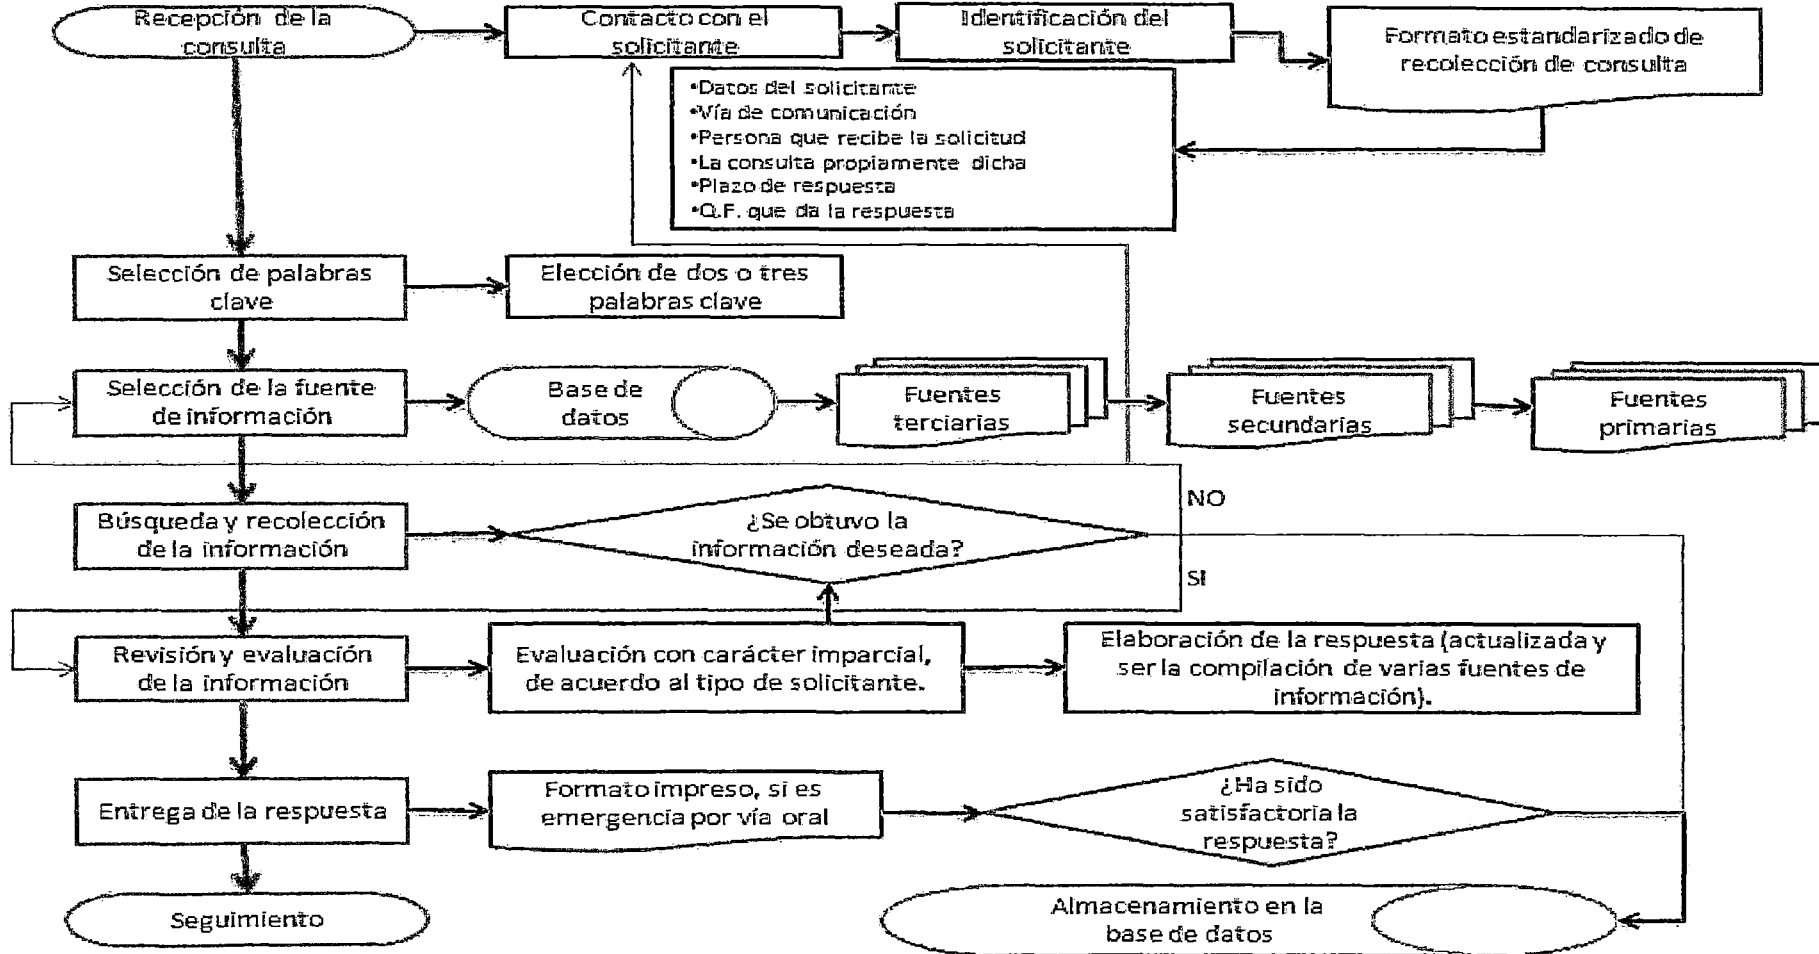 Recepción de la
consulta
Contacto con el
solicitante
Identificación del
solicitante
Formato estandarizado de
recolección de consulta
•Datos del solicitante
•Vía de comunicación
•Persona que recibe la solicitud
•La consulta propiamente dicha
•Plazo de respuesta
•Q.F. que da la respuesta
Selección de palabras
clave
Elección de dos o tres
palabras clave
Selección de la fuente
de información
Base de
datos
Fuentes
terciarias
Fuentes
secundarias
Fuentes
primarias
NO
Búsqueda y recolección
de la información
¿Se obtuvo la
información deseada?
SI
Revisión y evaluación
de la información
Evaluación con carácter imparcial,
de acuerdo al tipo de solicitante.
Elaboración de la respuesta (actualizada y
ser la compilación de varias fuentes de
información).
Entrega de la respuesta
Formato impreso, si es
emergencia por vía oral
¿Ha sido
satisfactoria la
respuesta?
Seguimiento
Almacenamiento en la
base de datos